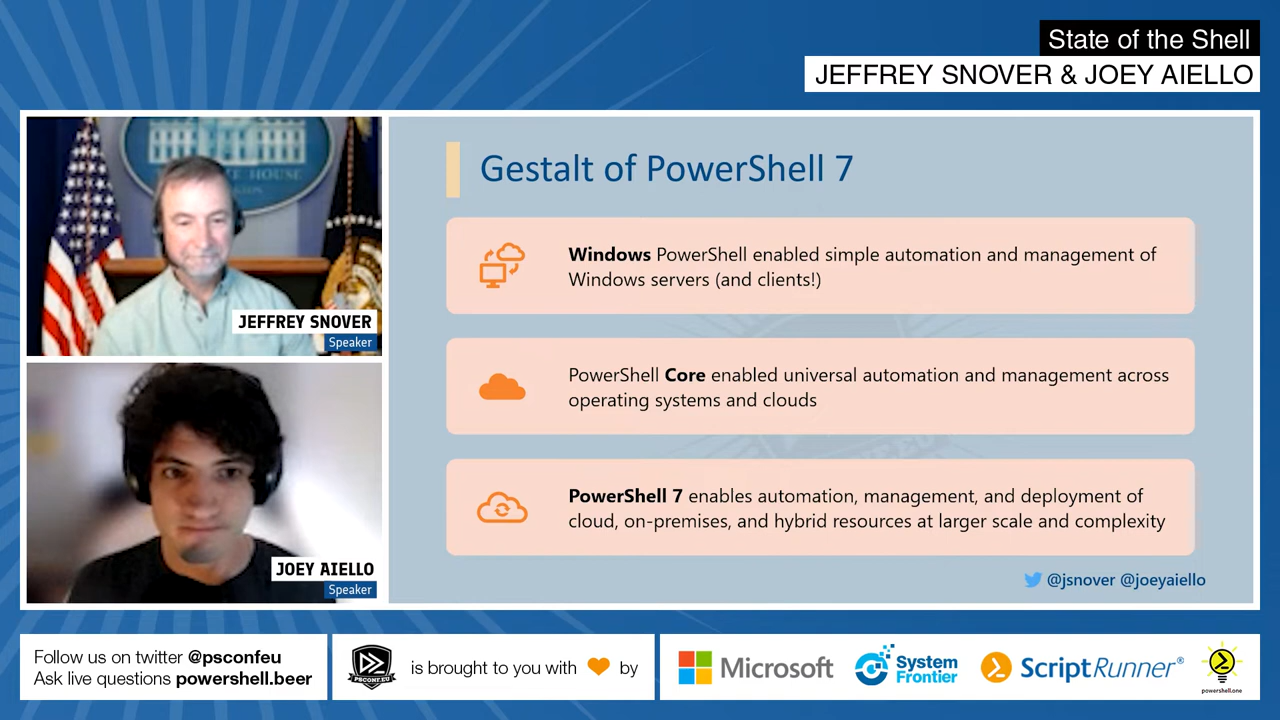 State of the Shell
JEFFREY SNOVER & JOEY AIELLO
JEFFREY SNOVER
Speaker
JOEY AIELLO
Speaker
Gestalt of PowerShell 7
Windows PowerShell enabled simple automation and management of
Windows servers (and clients!)
PowerShell Core enabled universal automation and management across
operating systems and clouds
PowerShell 7 enables automation, management, and deployment of
cloud, on-premises, and hybrid resources at larger scale and complexity
@jsnover @joeyaiello
Follow us on twitter @psconfeu
Ask live questions powershell.beer
PSCONF.EU
is brought to you with
by
Microsoft
System
Frontier
ScriptRunner®
powershell.one